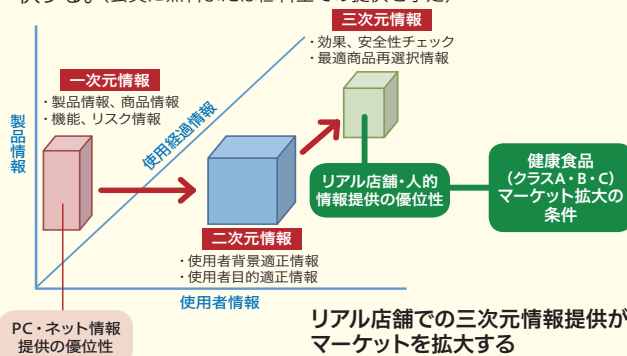 三次元情報
・効果、安全性チェック
・最適商品再選択情報
一次元情報
・製品情報、商品情報
・機能、リスク情報
製品情報
使用経過情報
リアル店舗・人的
情報提供の優位性
健康食品
(クラスA・B・C)
マーケット拡大の
条件
二次元情報
・使用者背景適正情報
・使用者目的適正情報
使用者情報
PC・ネット情報
提供の優位性
リアル店舗での三次元情報提供が
マーケットを拡大する